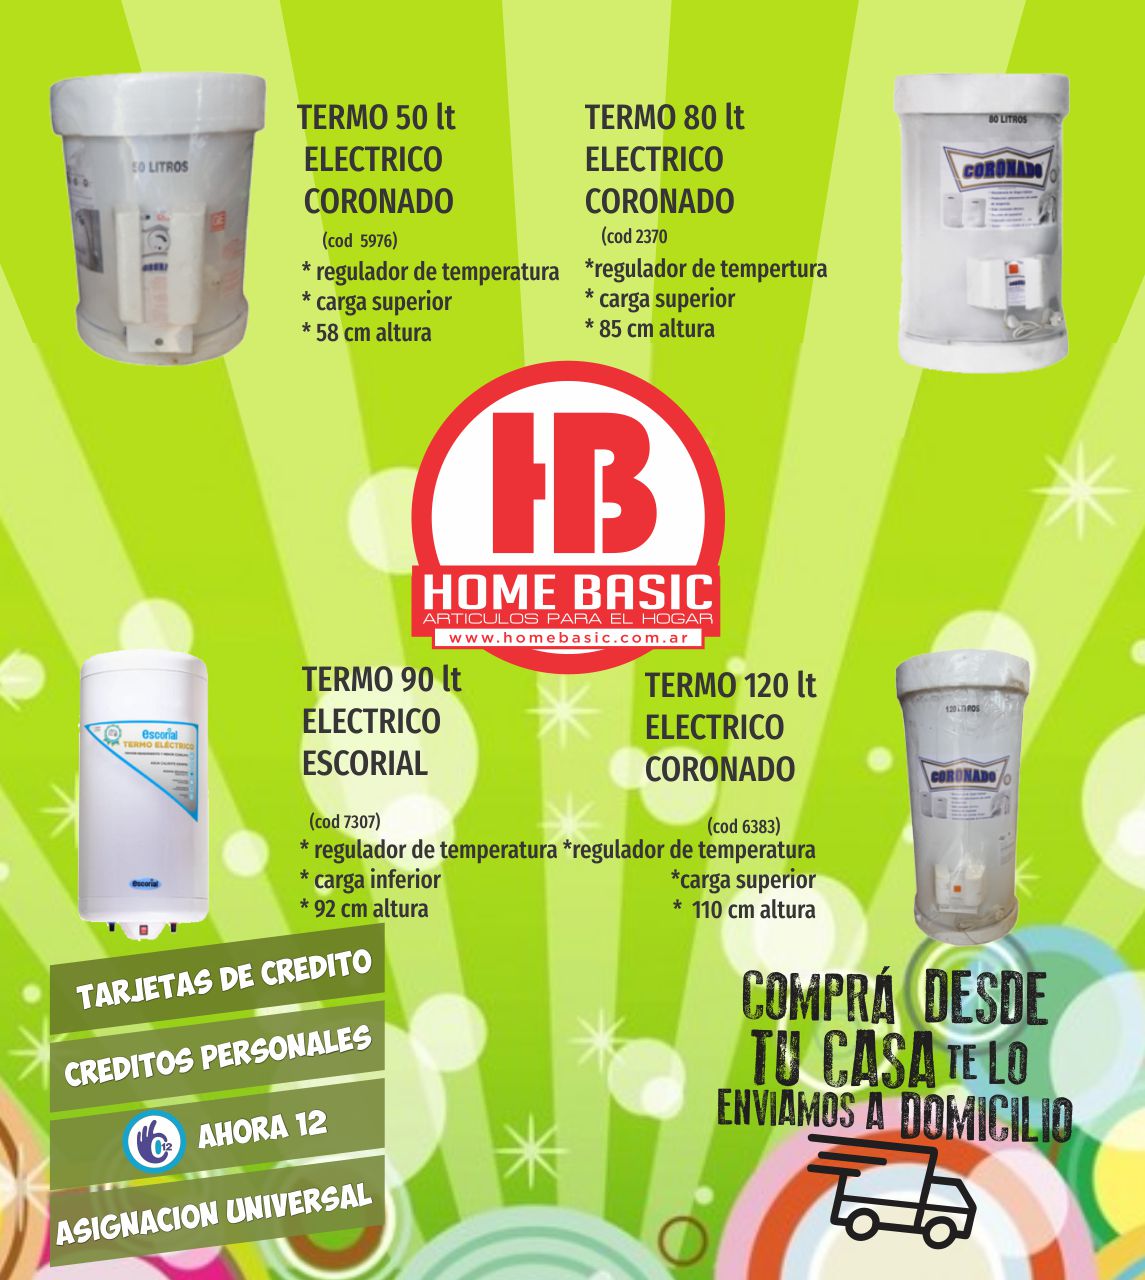 50 LITROS
TERMO 50 lt
ELECTRICO
CORONADO
(cod 5976)
* regulador de temperatura
* carga superior
* 58 cm altura
TERMO 80 lt
ELECTRICO
CORONADO
(cod 2370
*regulador de tempertura
* carga superior
* 85 cm altura
80 LITROS
CORONADO
HB
HOME BASIC
ARTICULOS PARA EL HOGAR
www.homebasic.com.ar
escorial
TERMO ELÉCTRICO
escorial
TERMO 90 lt
ELECTRICO
ESCORIAL
(cod 7307)
* regulador de temperatura
* carga inferior
* 92 cm altura
TERMO 120 lt
ELECTRICO
CORONADO
(cod 6383)
*regulador de temperatura
*carga superior
* 110 cm altura
120 LITROS
CORONADO
TARJETAS DE CREDITO
CREDITOS PERSONALES
12
AHORA 12
ASIGNACION UNIVERSAL
COMPRÁ DESDE
TU CASA TE LO
ENVIAMOS A DOMICILIO